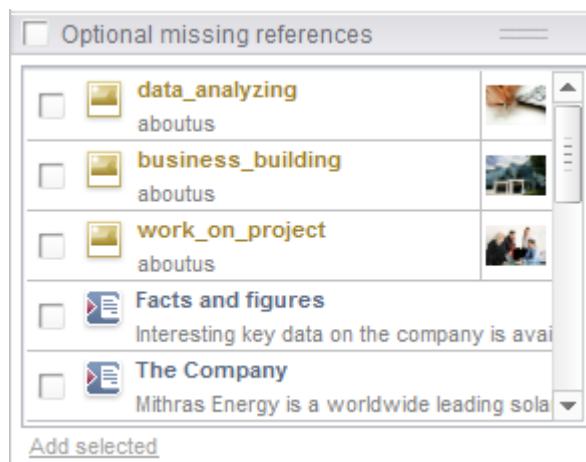 Optional missing references
data_analyzing
aboutus
business_building
aboutus
work_on_project
aboutus
Facts and figures
Interesting key data on the company is avai
The Company
Mithras Energy is a worldwide leading sola
Add selected